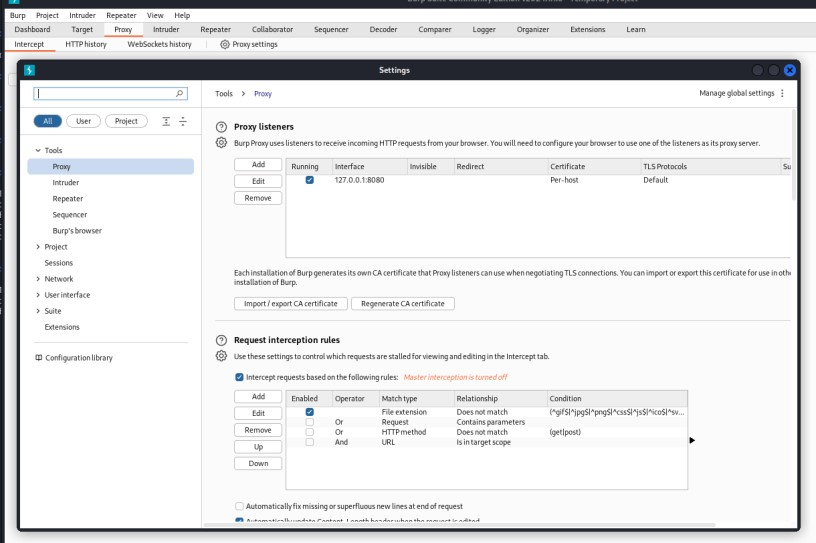 Burp Project Intruder Repeater View Help
Dashboard Target Proxy Intruder Repeater Collaborator Sequencer Decoder Comparer Logger Organizer Extensions Learn
Intercept HTTP history WebSockets history Proxy settings
Settings
Tools > Proxy
Manage global settings
All User Project
Tools
Proxy
Intruder
Repeater
Sequencer
Burp's browser
Project
Sessions
Network
User interface
Suite
Extensions
Configuration library
Proxy listeners
Burp Proxy uses listeners to receive incoming HTTP requests from your browser. You will need to configure your browser to use one of the listeners as its proxy server.
Add
Edit
Remove
Running Interface Invisible Redirect Certificate TLS Protocols Su
127.0.0.1:8080 Per-host Default
Each installation of Burp generates its own CA certificate that Proxy listeners can use when negotiating TLS connections. You can import or export this certificate for use in othe
installation of Burp.
Import / export CA certificate Regenerate CA certificate
Request interception rules
Use these settings to control which requests are stalled for viewing and editing in the Intercept tab.
Intercept requests based on the following rules: Master interception is turned off
Add
Edit
Remove
Up
Down
Enabled Operator Match type Relationship Condition
File extension Does not match (^gif$|^jpg$|^png$|^css$|^js$|^ico$|^sv...
Or Request Contains parameters
Or HTTP method Does not match (get|post)
And URL Is in target scope
Automatically fix missing or superfluous new lines at end of request
Automatically update Content-Length header when the request is edited